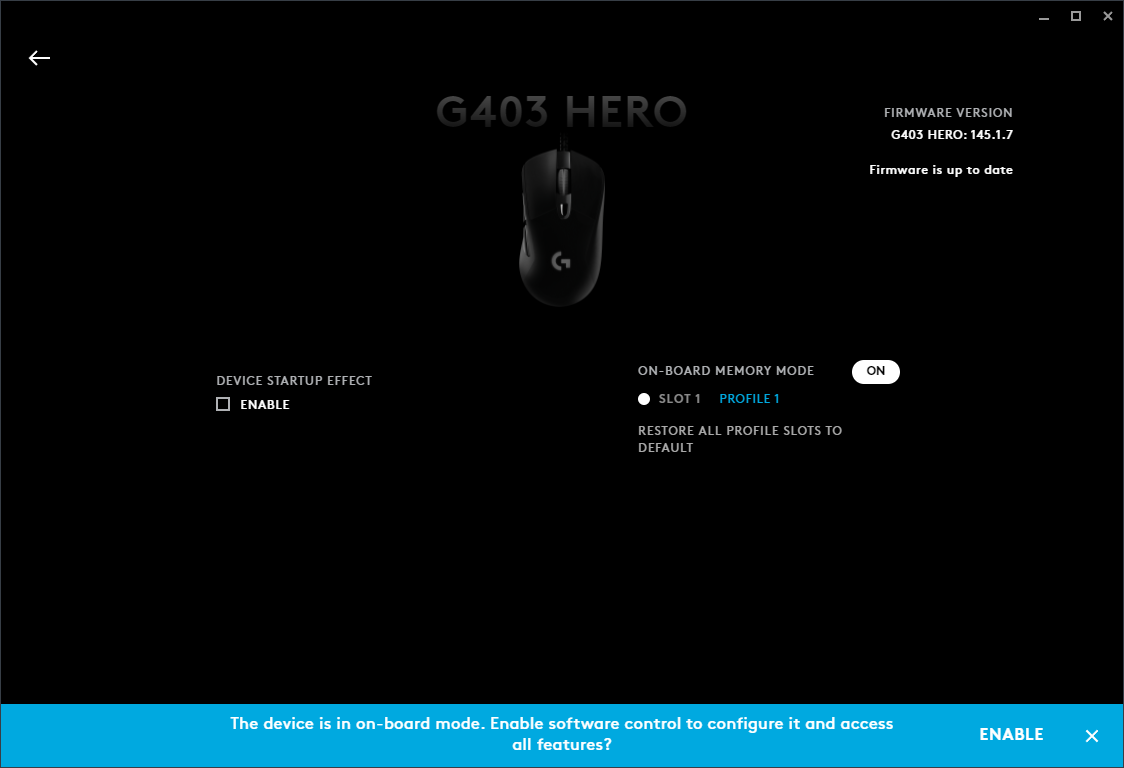 G403 HERO
FIRMWARE VERSION
G403 HERO: 145.1.7
Firmware is up to date
DEVICE STARTUP EFFECT
ENABLE
ON-BOARD MEMORY MODE
ON
SLOT 1
PROFILE 1
RESTORE ALL PROFILE SLOTS TO
DEFAULT
The device is in on-board mode. Enable software control to configure it and access
all features?
ENABLE